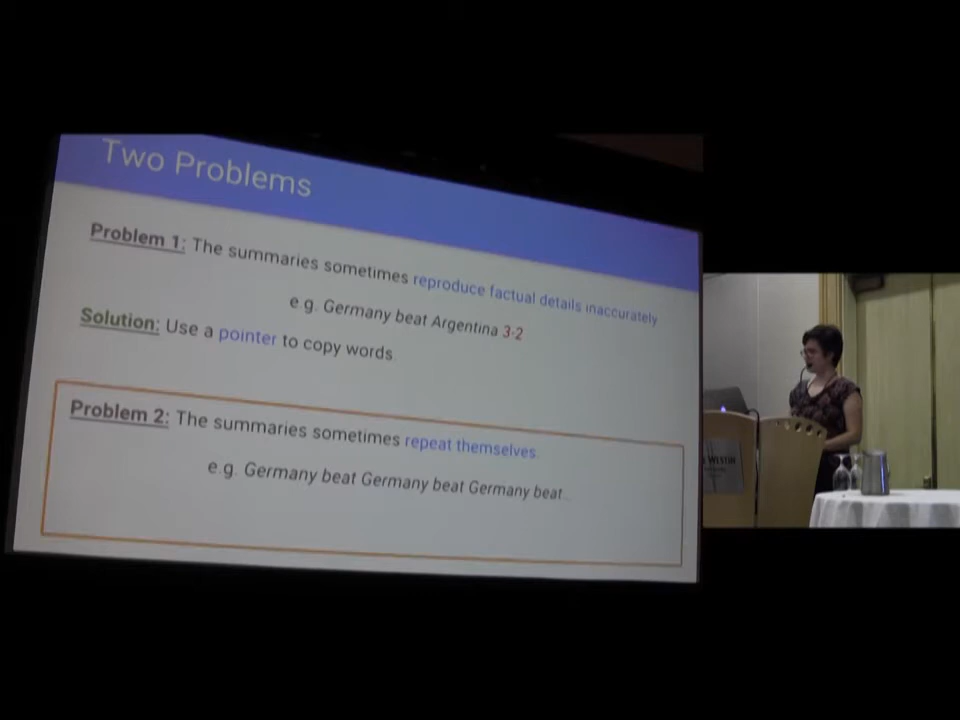 Two Problems
Problem 1: The summaries sometimes reproduce factual details inaccurately
e.g. Germany beat Argentina 3-2
Solution: Use a pointer to copy words.
Problem 2: The summaries sometimes repeat themselves.
e.g. Germany beat Germany beat Germany beat...
WESTIN